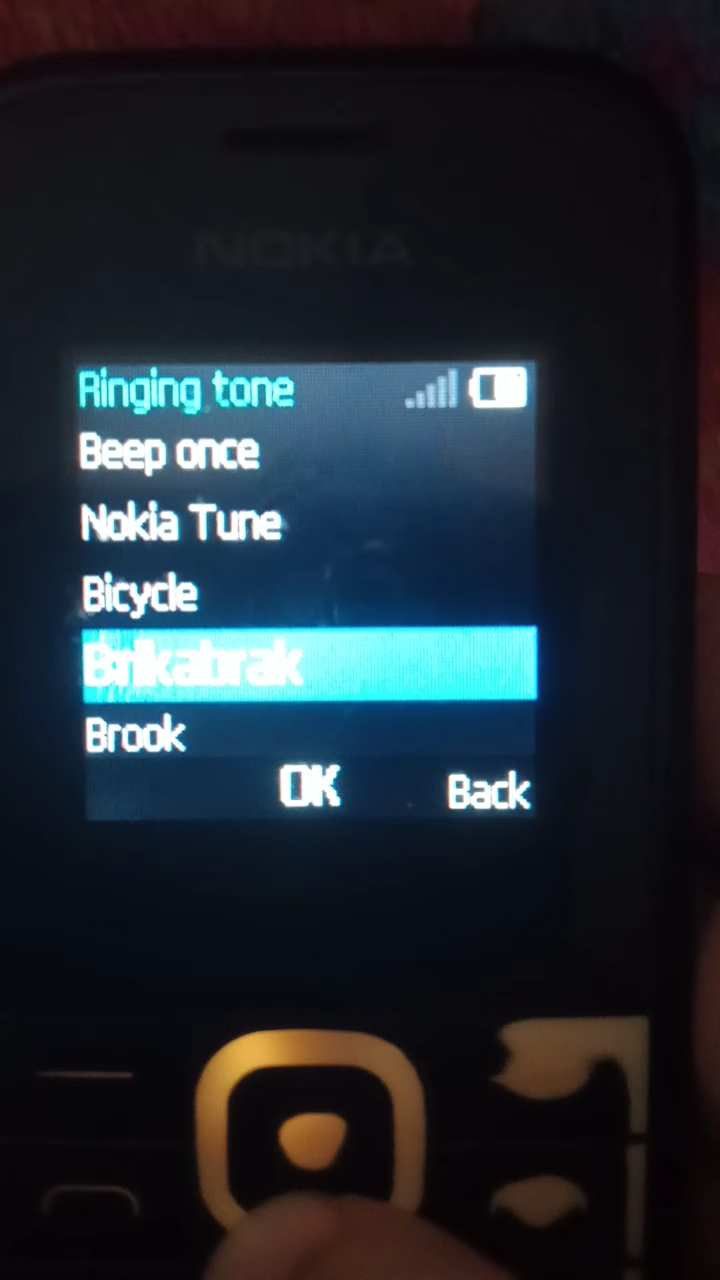 NOKIA
Ringing tone
Beep once
Nokia Tune
Bicycle
Brikabrak
Brook
OK Back